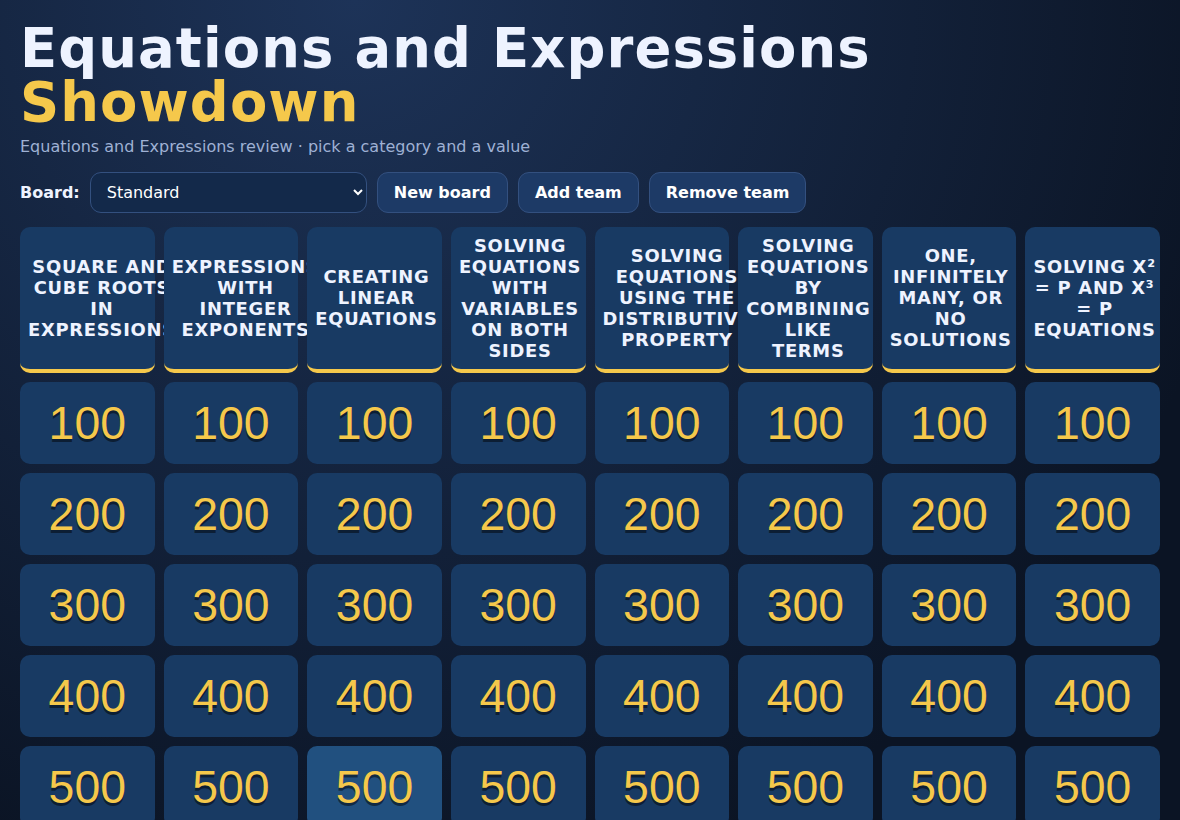 Equations and Expressions
Showdown
Equations and Expressions review · pick a category and a value
Board: Standard New board Add team Remove team
SQUARE AND
CUBE ROOTS
IN
EXPRESSIONS
EXPRESSION
WITH
INTEGER
EXPONENTS
CREATING
LINEAR
EQUATIONS
SOLVING
EQUATIONS
WITH
VARIABLES
ON BOTH
SIDES
SOLVING
EQUATIONS
USING THE
DISTRIBUTIV
PROPERTY
SOLVING
EQUATIONS
BY
COMBINING
LIKE
TERMS
ONE,
INFINITELY
MANY, OR
NO
SOLUTIONS
SOLVING X²
= P AND X³
= P
EQUATIONS
100 100 100 100 100 100 100 100
200 200 200 200 200 200 200 200
300 300 300 300 300 300 300 300
400 400 400 400 400 400 400 400
500 500 500 500 500 500 500 500